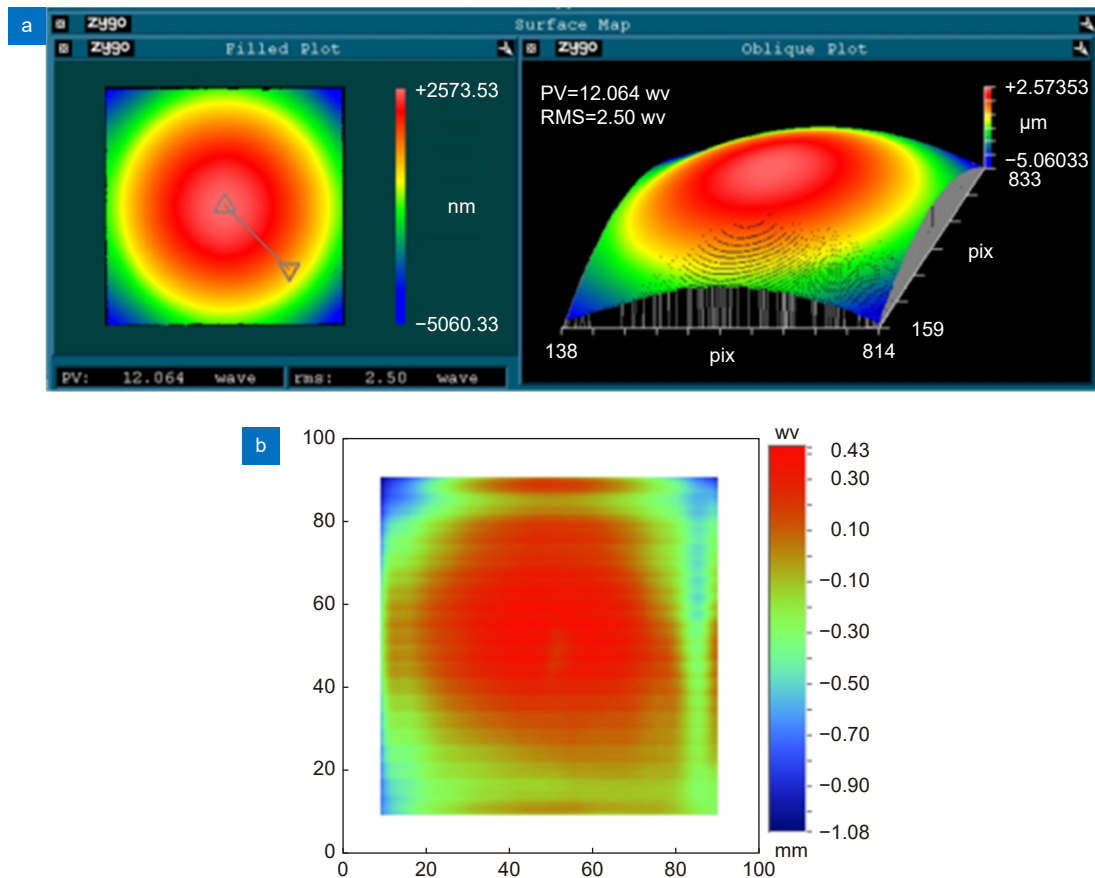 a
zygo Surface Map
zygo Filled Plot
zygo Oblique Plot
+2573.53
nm
−5060.33
PV: 12.064 wave rms: 2.50 wave
PV=12.064 wv
RMS=2.50 wv
+2.57353
µm
−5.06033
833
pix
159
138
pix
814
b
100
80
60
40
20
0
0 20 40 60 80 100
wv
0.43
0.30
0.10
−0.10
−0.30
−0.50
−0.70
−0.90
−1.08
mm